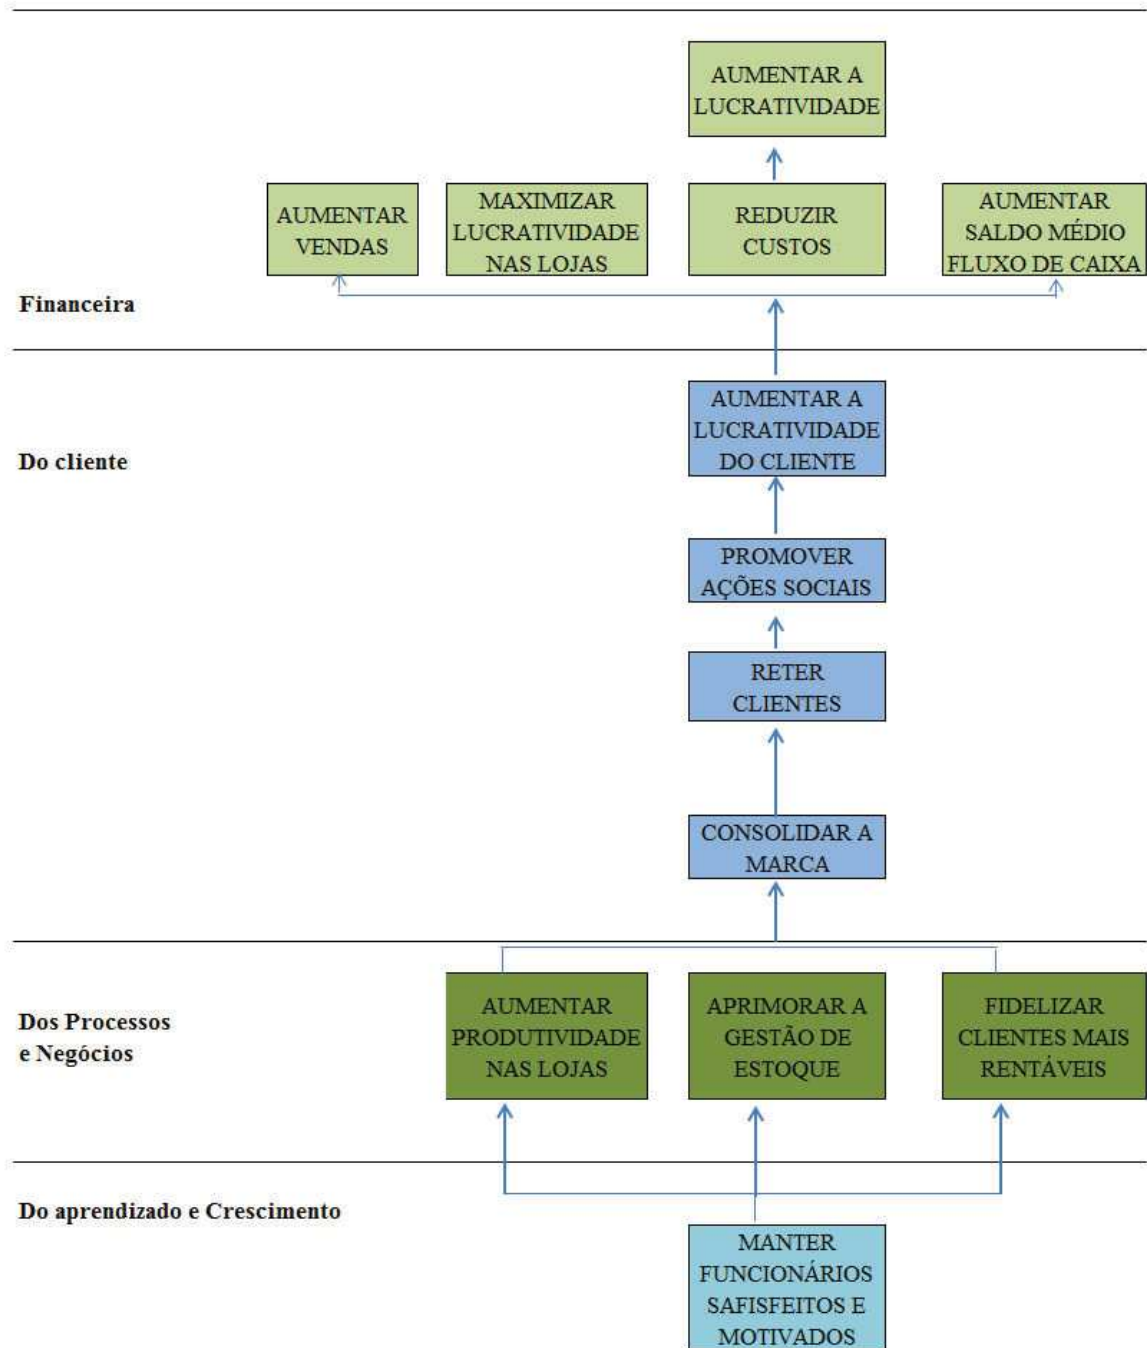 AUMENTAR A
LUCRATIVIDADE
AUMENTAR
VENDAS
MAXIMIZAR
LUCRATIVIDADE
NAS LOJAS
REDUZIR
CUSTOS
AUMENTAR
SALDO MÉDIO
FLUXO DE CAIXA
Financeira
AUMENTAR A
LUCRATIVIDADE
DO CLIENTE
Do cliente
PROMOVER
AÇÕES SOCIAIS
RETER
CLIENTES
CONSOLIDAR A
MARCA
Dos Processos
e Negócios
AUMENTAR
PRODUTIVIDADE
NAS LOJAS
APRIMORAR A
GESTÃO DE
ESTOQUE
FIDELIZAR
CLIENTES MAIS
RENTÁVEIS
Do aprendizado e Crescimento
MANTER
FUNCIONÁRIOS
SAFISFEITOS E
MOTIVADOS